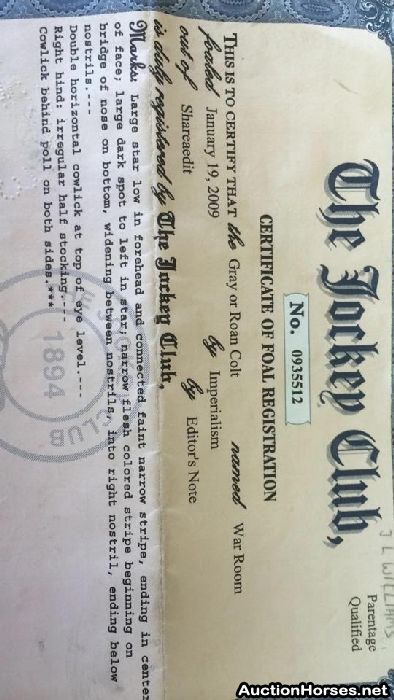 J L WILLIAMS
Parentage
Qualified
The Jockey Club,
No. 0935512
CERTIFICATE OF FOAL REGISTRATION
THIS IS TO CERTIFY THAT the Gray or Roan Colt named War Room
foaled January 19, 2009 by Imperialism
out of Shareaedit by Editor's Note
is duly registered by The Jockey Club,
Marks: Large star low in forehead and connected faint narrow stripe, ending in center
of face; large dark spot to left in star; narrow flesh colored stripe beginning on
bridge of nose on bottom, widening between nostrils, into right nostril, ending below
nostrils.---
Double horizontal cowlick at top of eye level.---
Right hind: irregular half stocking.---
Cowlick behind poll on both sides.***
1894
CLUB
AuctionHorses.net